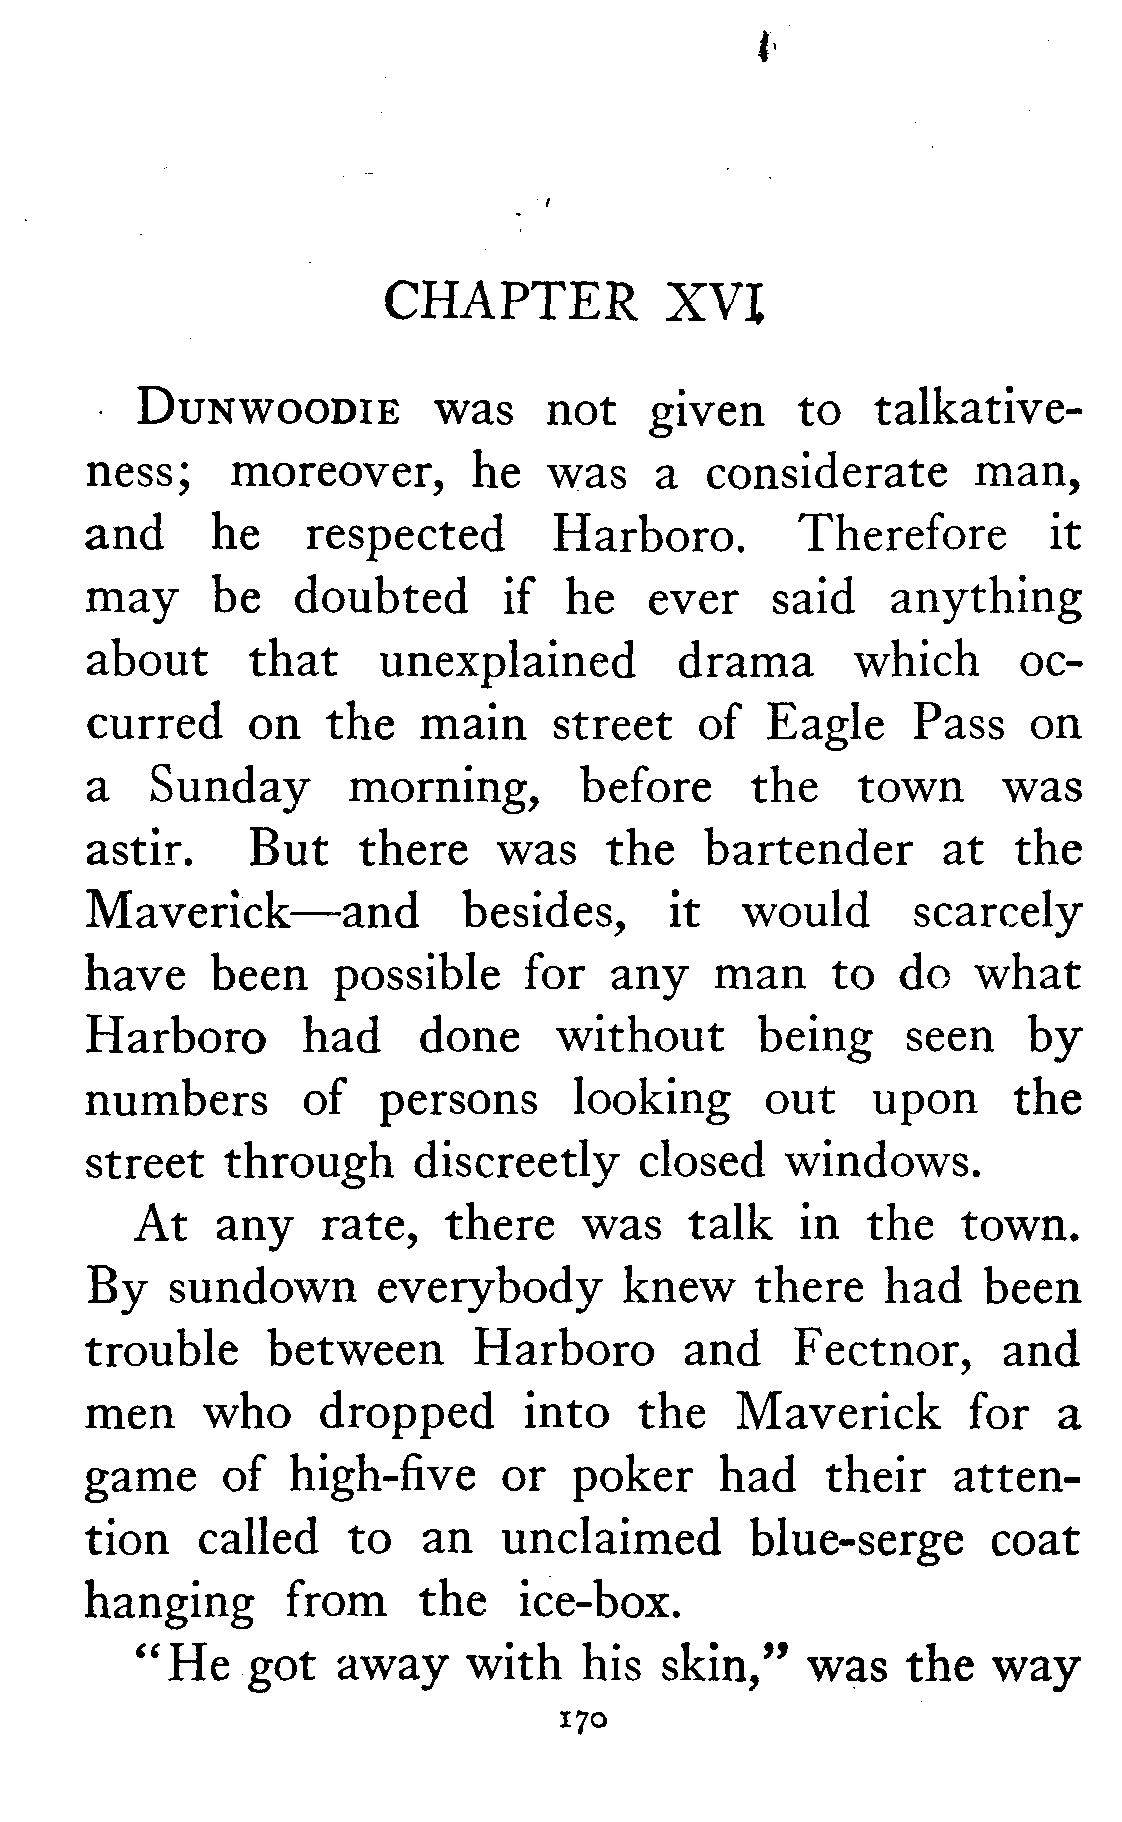 CHAPTER XVI
DUNWOODIE was not given to talkative-
ness; moreover, he was a considerate man,
and he respected Harboro. Therefore it
may be doubted if he ever said anything
about that unexplained drama which oc-
curred on the main street of Eagle Pass on
a Sunday morning, before the town was
astir. But there was the bartender at the
Maverick—and besides, it would scarcely
have been possible for any man to do what
Harboro had done without being seen by
numbers of persons looking out upon the
street through discreetly closed windows.
At any rate, there was talk in the town.
By sundown everybody knew there had been
trouble between Harboro and Fectnor, and
men who dropped into the Maverick for a
game of high-five or poker had their atten-
tion called to an unclaimed blue-serge coat
hanging from the ice-box.
“He got away with his skin,” was the way
170